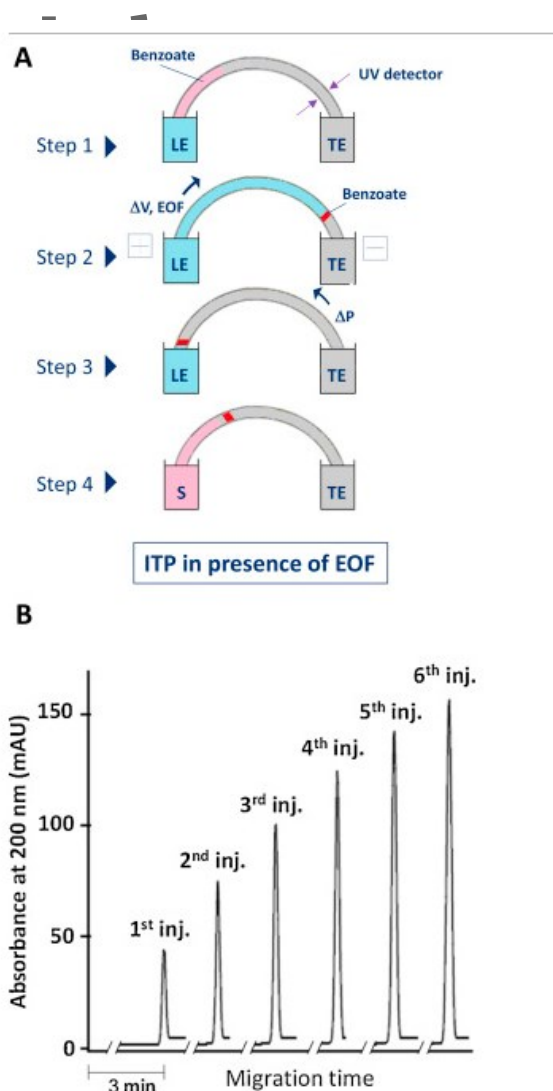 A
Benzoate
UV detector
Step 1
LE
TE
ΔV, EOF
Benzoate
Step 2
LE
TE
ΔP
Step 3
LE
TE
Step 4
S
TE
ITP in presence of EOF
B
6th inj.
5th inj.
4th inj.
3rd inj.
2nd inj.
1st inj.
150
100
50
0
Absorbance at 200 nm (mAU)
3 min
Migration time